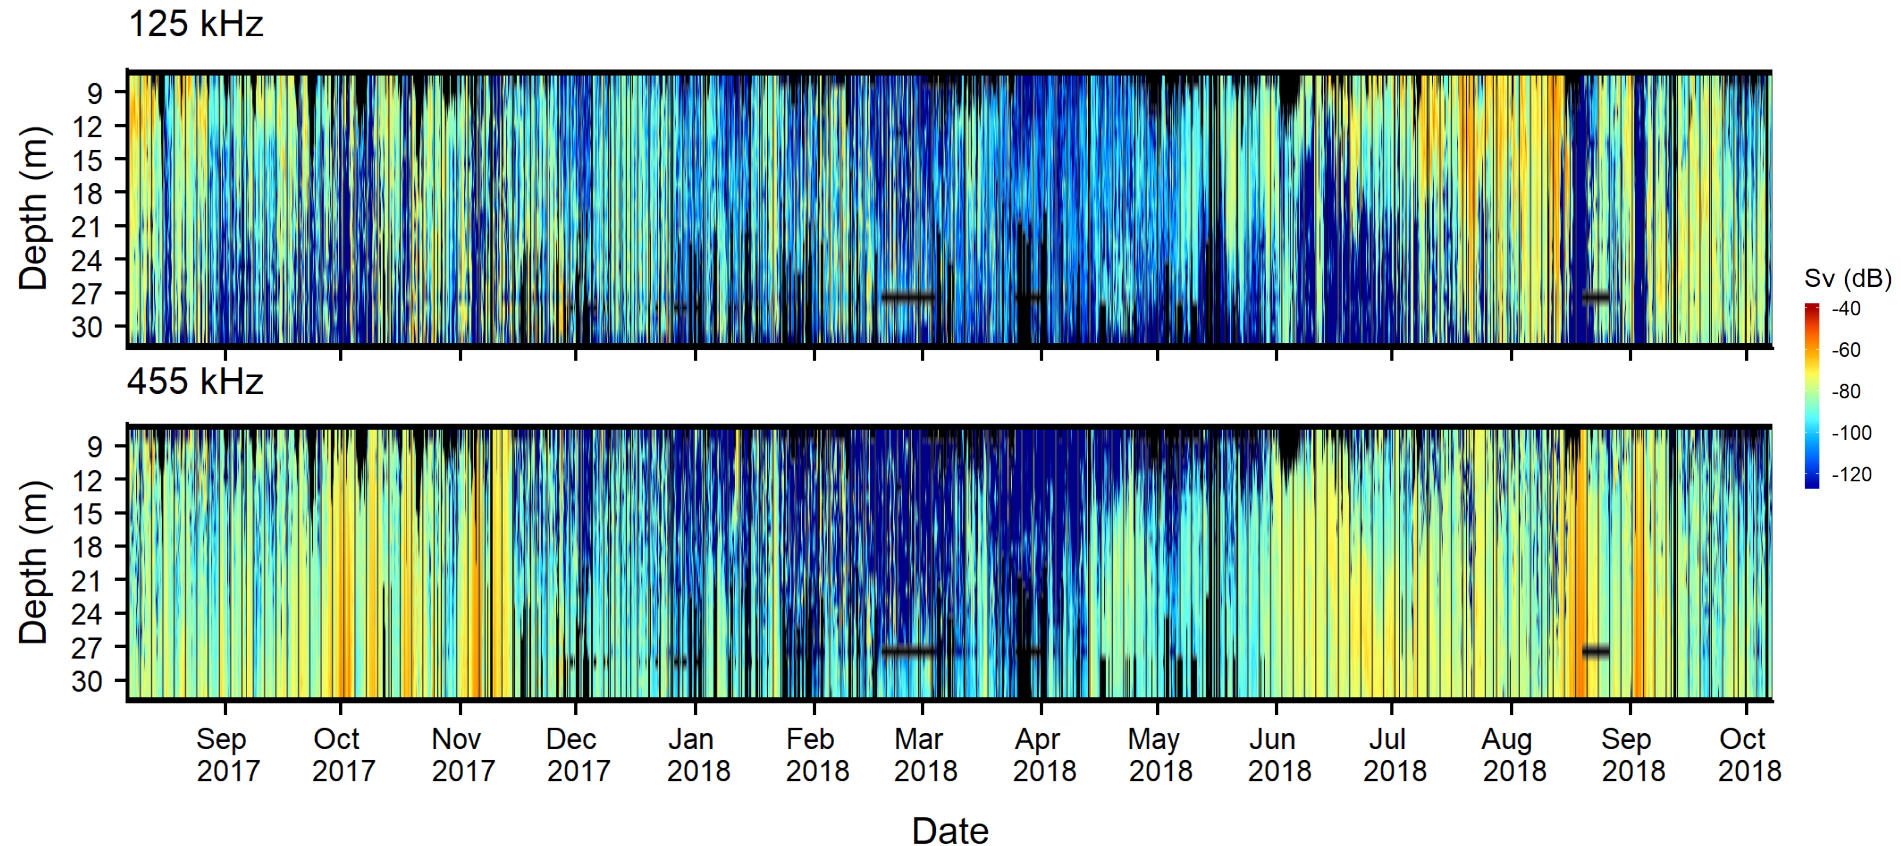 125 kHz
Depth (m)
9
12
15
18
21
24
27
30
455 kHz
Depth (m)
9
12
15
18
21
24
27
30
Sep 2017
Oct 2017
Nov 2017
Dec 2017
Jan 2018
Feb 2018
Mar 2018
Apr 2018
May 2018
Jun 2018
Jul 2018
Aug 2018
Sep 2018
Oct 2018
Date
Sv (dB)
-40
-60
-80
-100
-120